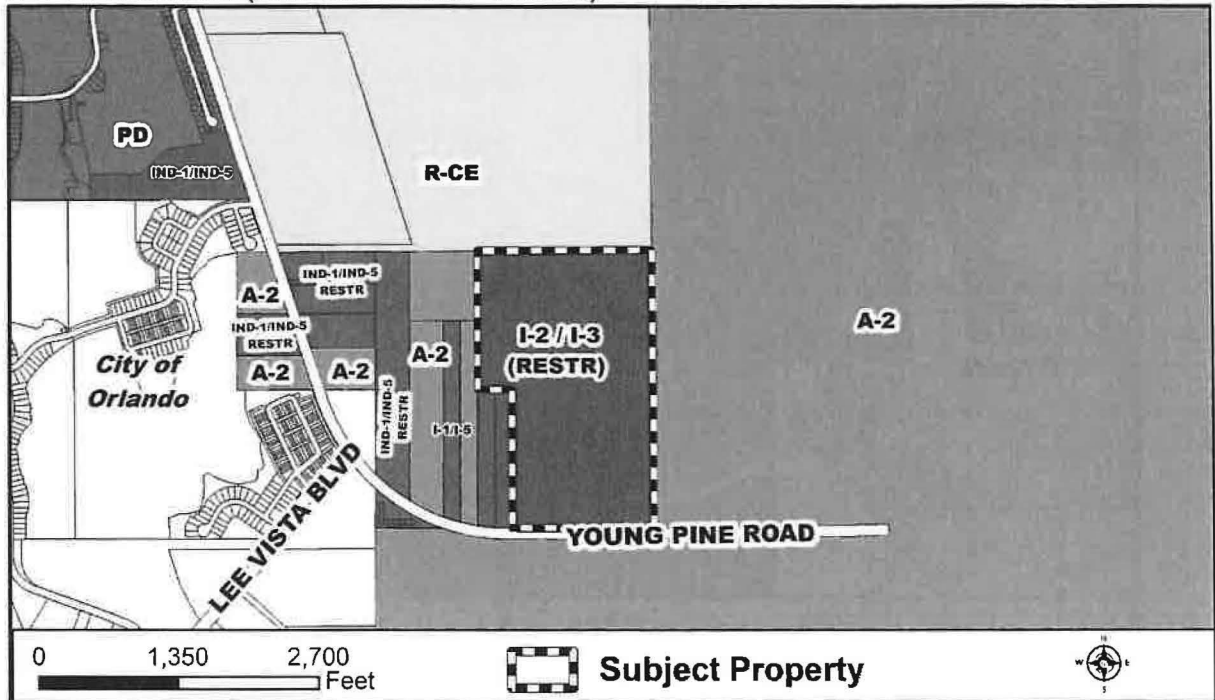 PD
IND-1/IND-5
R-CE
IND-1/IND-5
RESTR
A-2
IND-1/IND-5
RESTR
A-2
A-2
A-2
I-2 / I-3
(RESTR)
A-2
City of
Orlando
IND-1/IND-5
RESTR
I-1/I-5
LEE VISTA BLVD
YOUNG PINE ROAD
0 1,350 2,700
Feet
Subject Property
N
W E
S